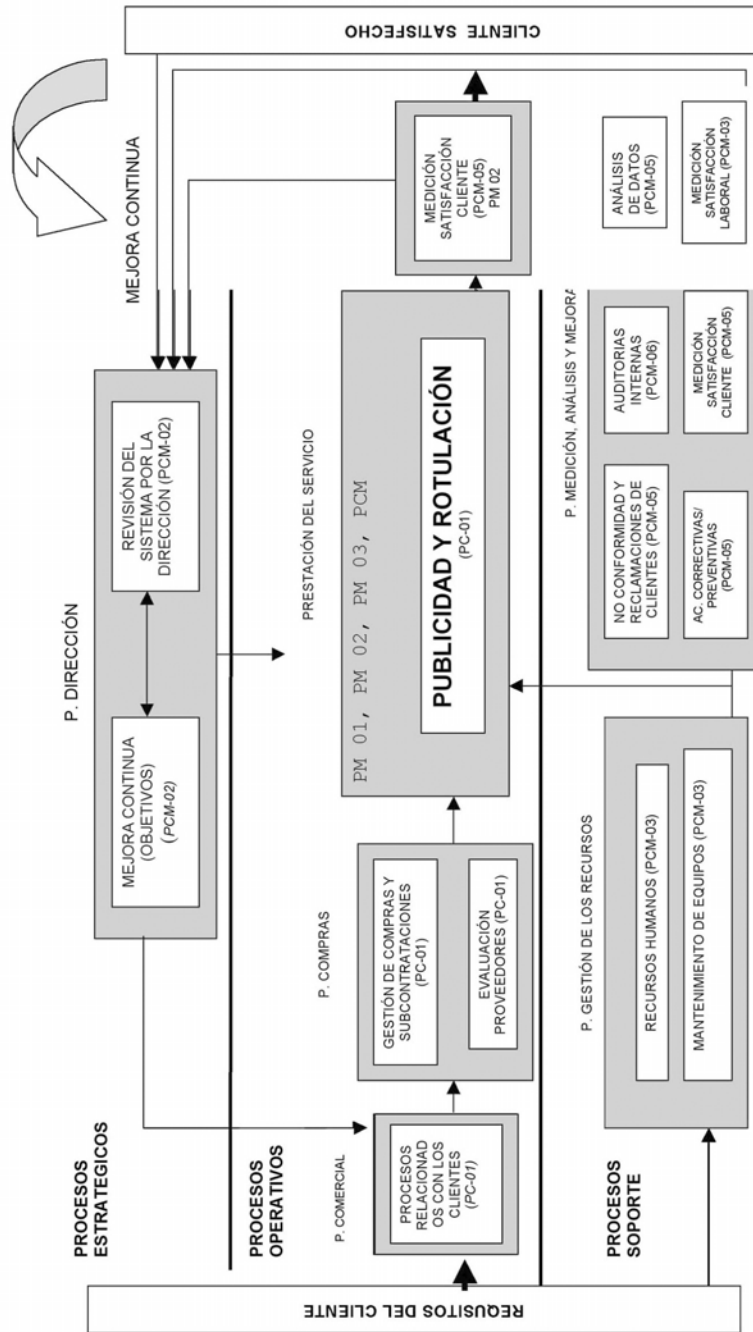 MEJORA CONTINUA
CLIENTE SATISFECHO
PROCESOS
ESTRATEGICOS
P. DIRECCIÓN
MEJORA CONTINUA
(OBJETIVOS)
(PCM-02)
REVISIÓN DEL
SISTEMA POR LA
DIRECCIÓN (PCM-02)
PROCESOS
OPERATIVOS
P. COMERCIAL
PROCESOS
RELACIONAD
OS CON LOS
CLIENTES
(PC-01)
P. COMPRAS
GESTIÓN DE COMPRAS Y
SUBCONTRATACIONES
(PC-01)
EVALUACIÓN
PROVEEDORES (PC-01)
PRESTACIÓN DEL SERVICIO
PM 01, PM 02, PM 03, PCM
PUBLICIDAD Y ROTULACIÓN
(PC-01)
MEDICIÓN
SATISFACCIÓN
CLIENTE
(PCM-05)
PM 02
PROCESOS
SOPORTE
P. GESTIÓN DE LOS RECURSOS
RECURSOS HUMANOS (PCM-03)
MANTENIMIENTO DE EQUIPOS (PCM-03)
P. MEDICIÓN, ANÁLISIS Y MEJORA
NO CONFORMIDAD Y
RECLAMACIONES DE
CLIENTES (PCM-05)
AUDITORIAS
INTERNAS
(PCM-06)
ANÁLISIS
DE DATOS
(PCM-05)
AC. CORRECTIVAS/
PREVENTIVAS
(PCM-05)
MEDICIÓN
SATISFACCIÓN
CLIENTE (PCM-05)
MEDICIÓN
SATISFACCIÓN
LABORAL (PCM-03)
REQUSITOS DEL CLIENTE